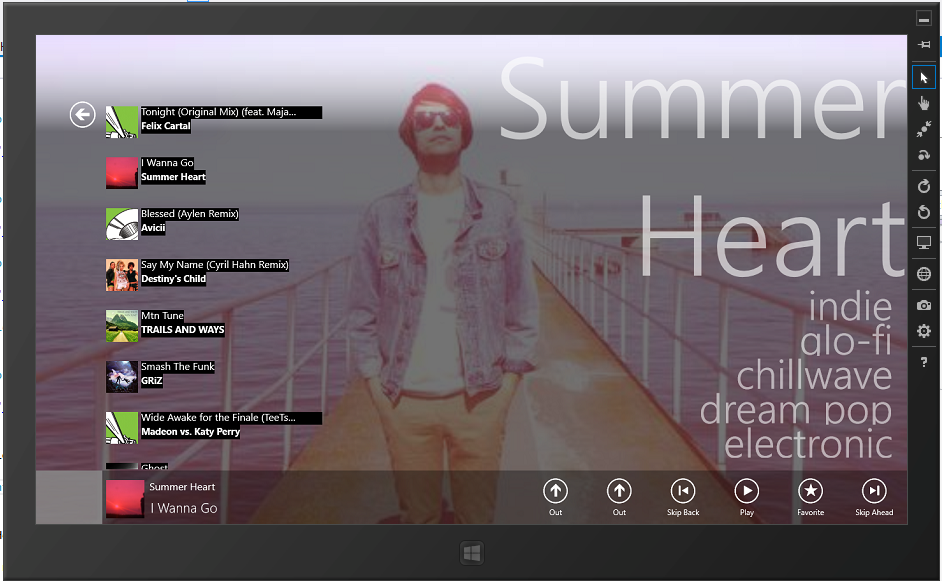 Summer
Heart
indie
glo-fi
chillwave
dream pop
electronic
Tonight (Original Mix) (feat. Maja...
Felix Cartal
I Wanna Go
Summer Heart
Blessed (Aylen Remix)
Avicii
Say My Name (Cyril Hahn Remix)
Destiny's Child
Mtn Tune
TRAILS AND WAYS
Smash The Funk
GRiZ
Wide Awake for the Finale (TeeTs...
Madeon vs. Katy Perry
Ghost
Summer Heart
I Wanna Go
Out
Out
Skip Back
Play
Favorite
Skip Ahead